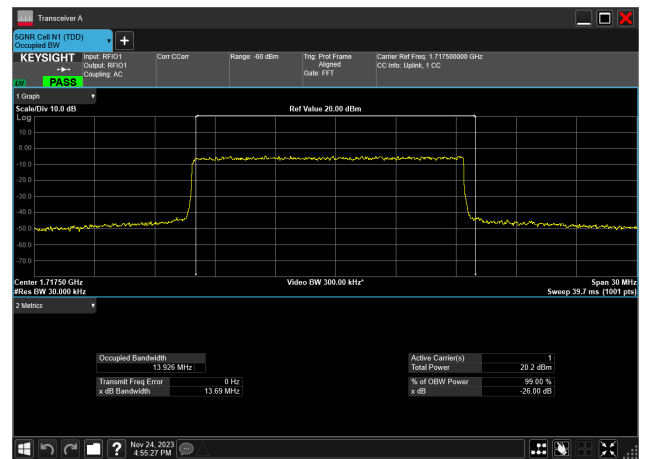 Transceiver A
5GNR Cell N1 (TDD)
Occupied BW
KEYSIGHT
LXI
PASS
Input: RFIO1
Output: RFIO1
Coupling: AC
Corr CCorr
Range: -60 dBm
Trig: Prot Frame
Aligned
Gate: FFT
Carrier Ref Freq: 1.717500000 GHz
CC Info: Uplink, 1 CC
1 Graph
Scale/Div 10.0 dB
Ref Value 20.00 dBm
Log
10.0
0.00
-10.0
-20.0
-30.0
-40.0
-50.0
-60.0
-70.0
Center 1.71750 GHz
Video BW 300.00 kHz*
Span 30 MHz
#Res BW 30.000 kHz
Sweep 39.7 ms (1001 pts)
2 Metrics
Occupied Bandwidth
13.926 MHz
Active Carrier(s) 1
Total Power 20.2 dBm
Transmit Freq Error 0 Hz
x dB Bandwidth 13.69 MHz
% of OBW Power 99.00 %
x dB -26.00 dB
Nov 24, 2023
4:55:27 PM